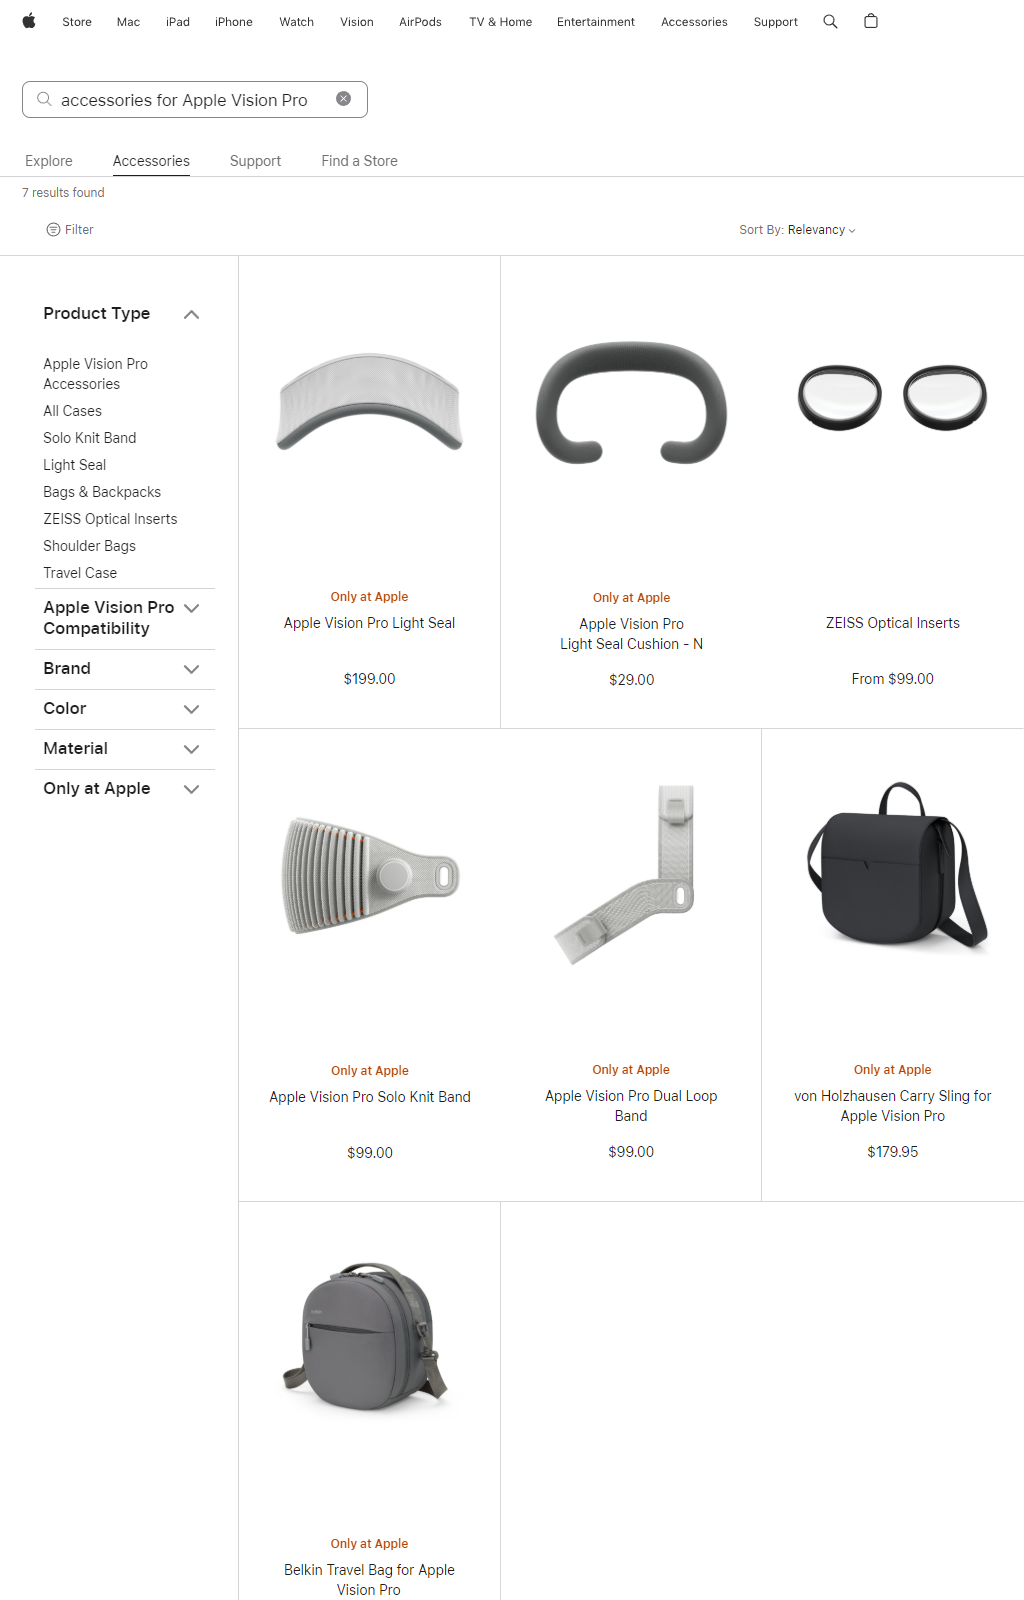 Store Mac iPad iPhone Watch Vision AirPods TV & Home Entertainment Accessories Support
accessories for Apple Vision Pro
Explore Accessories Support Find a Store
7 results found
Filter Sort By: Relevancy
Product Type
Apple Vision Pro
Accessories
All Cases
Solo Knit Band
Light Seal
Bags & Backpacks
ZEISS Optical Inserts
Shoulder Bags
Travel Case
Apple Vision Pro
Compatibility
Brand
Color
Material
Only at Apple
Only at Apple
Apple Vision Pro Light Seal
$199.00
Only at Apple
Apple Vision Pro
Light Seal Cushion - N
$29.00
ZEISS Optical Inserts
From $99.00
Only at Apple
Apple Vision Pro Solo Knit Band
$99.00
Only at Apple
Apple Vision Pro Dual Loop
Band
$99.00
Only at Apple
von Holzhausen Carry Sling for
Apple Vision Pro
$179.95
Only at Apple
Belkin Travel Bag for Apple
Vision Pro